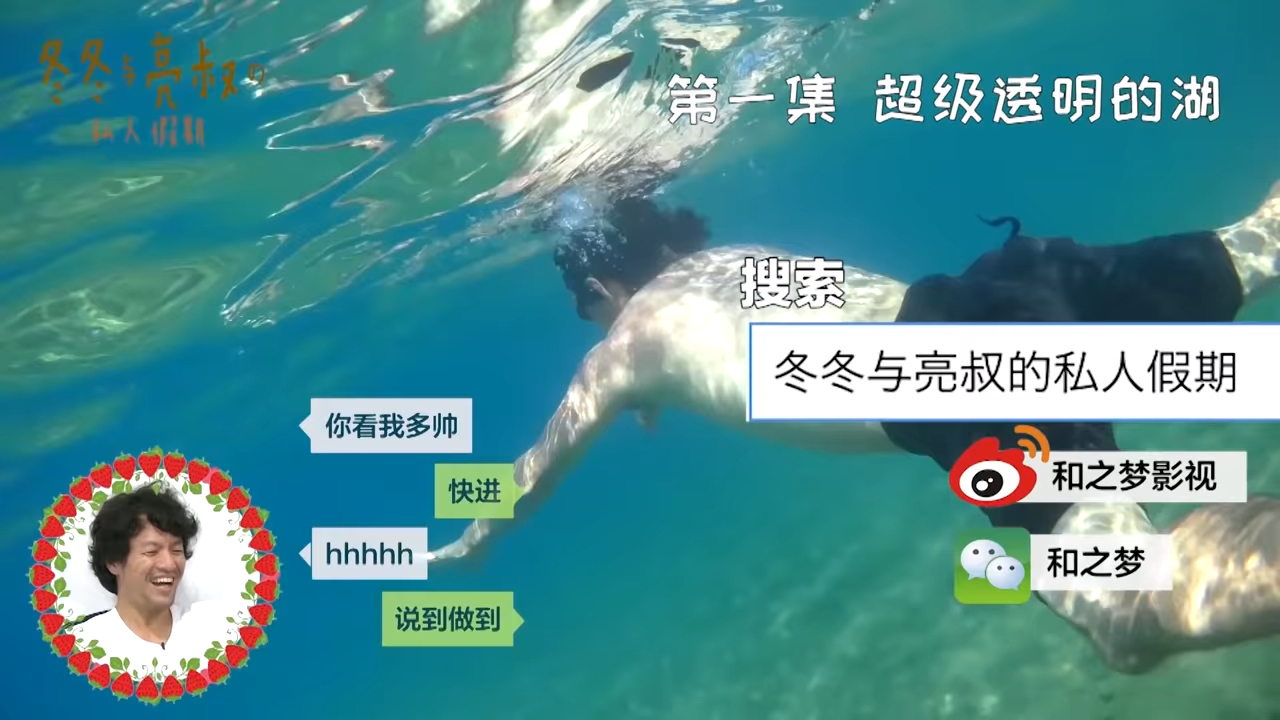 冬冬与亮叔的
私人假期
第一集 超级透明的湖
搜索
冬冬与亮叔的私人假期
你看我多帅
快进
hhhhh
说到做到
和之梦影视
和之梦